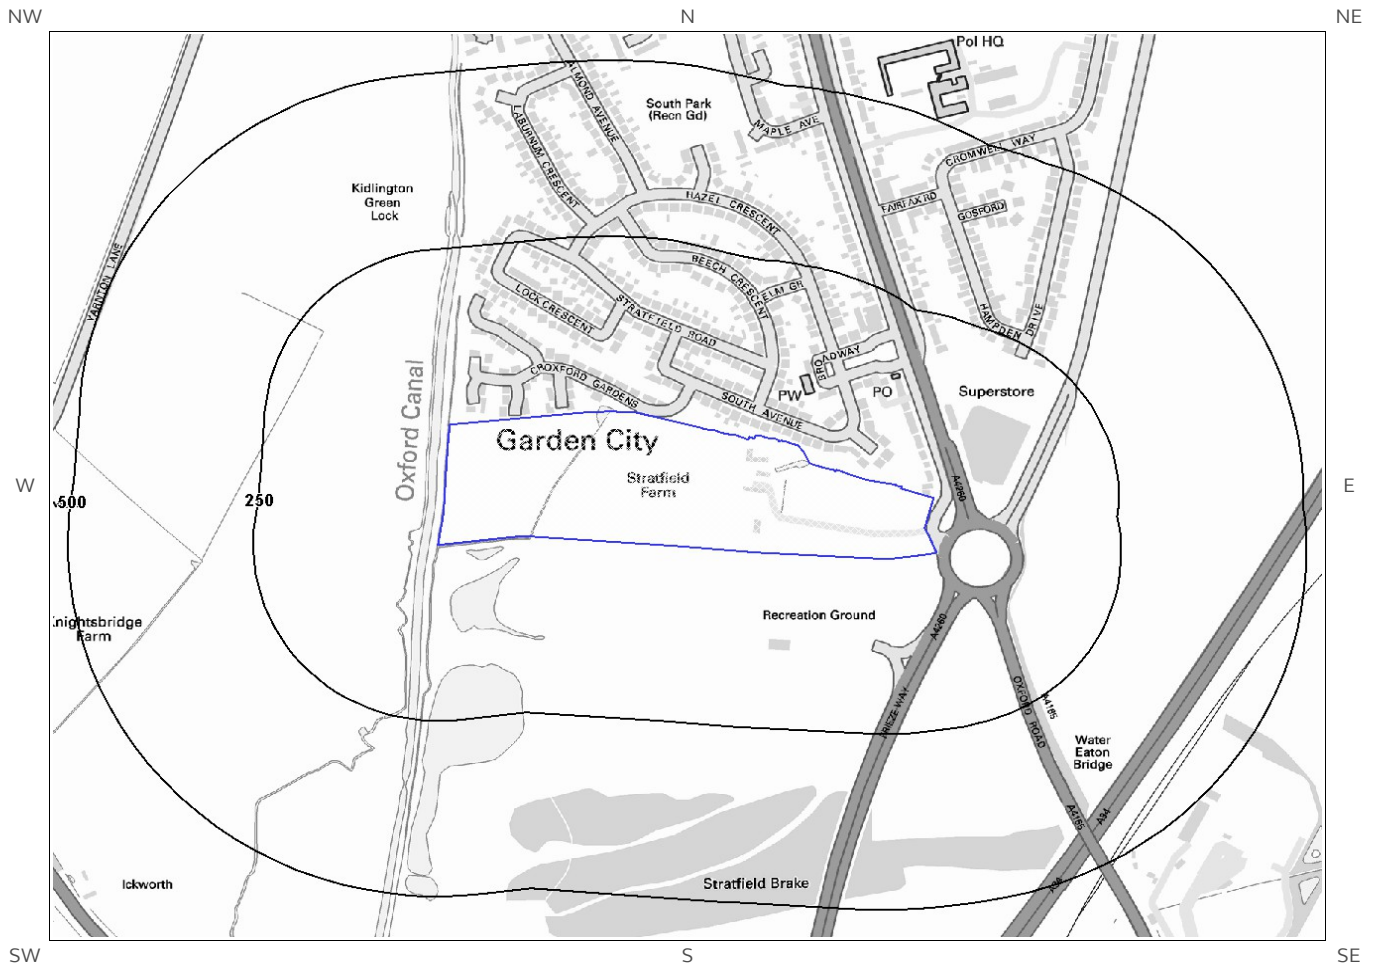 NW
N
NE
Pol HQ
ALMOND AVENUE
South Park
(Recn Gd)
MAPLE AVE
LABURNUM CRESCENT
CROMWELL WAY
Kidlington
Green
Lock
HAZEL CRESCENT
FAIRFAX RD
GOSFORD
YARNTON LANE
BEECH CRESCENT
ELM GR
LOCK CRESCENT
STRATFIELD ROAD
HAMPDEN
DRIVE
BROADWAY
CROXFORD GARDENS
PW
PO
Superstore
SOUTH AVENUE
Oxford Canal
Garden City
Stratfield
Farm
W
500
250
A4260
E
Knightsbridge
Farm
Recreation Ground
A4260
FRIEZE WAY
OXFORD ROAD
A4165
Water
Eaton
Bridge
A4165
A34
Ickworth
Stratfield Brake
A34
SW
S
SE